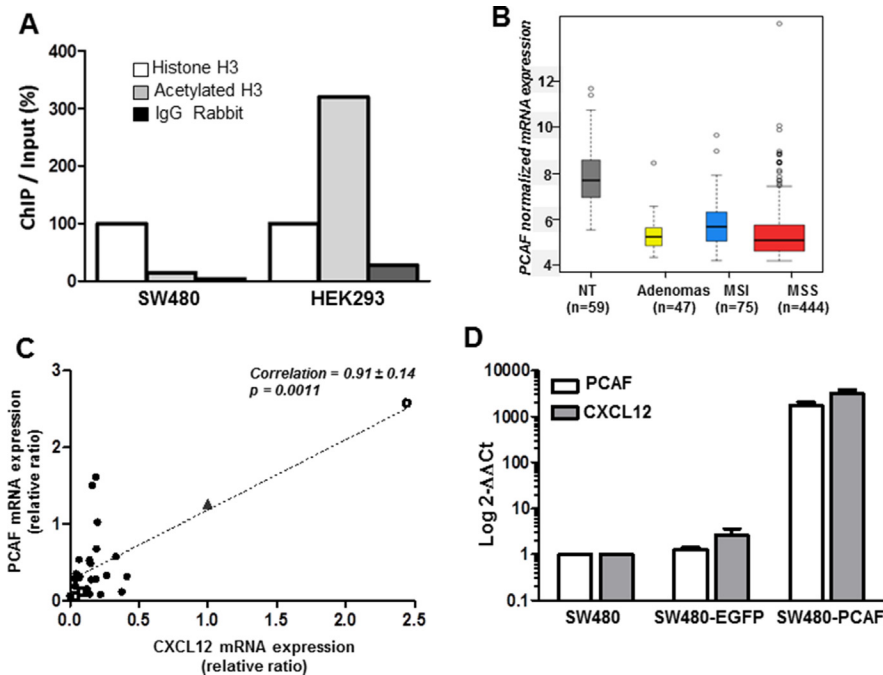 A
400
300
200
100
0
ChIP / Input (%)
Histone H3
Acetylated H3
IgG Rabbit
SW480
HEK293
B
PCAF normalized mRNA expression
12
10
8
6
4
NT
(n=59)
Adenomas
(n=47)
MSI
(n=75)
MSS
(n=444)
C
Correlation = 0.91 ± 0.14
p = 0.0011
PCAF mRNA expression
(relative ratio)
3
2
1
0
0.0
0.5
1.0
1.5
2.0
2.5
CXCL12 mRNA expression
(relative ratio)
D
PCAF
CXCL12
Log 2-ΔΔCt
10000
1000
100
10
1
0.1
SW480
SW480-EGFP
SW480-PCAF